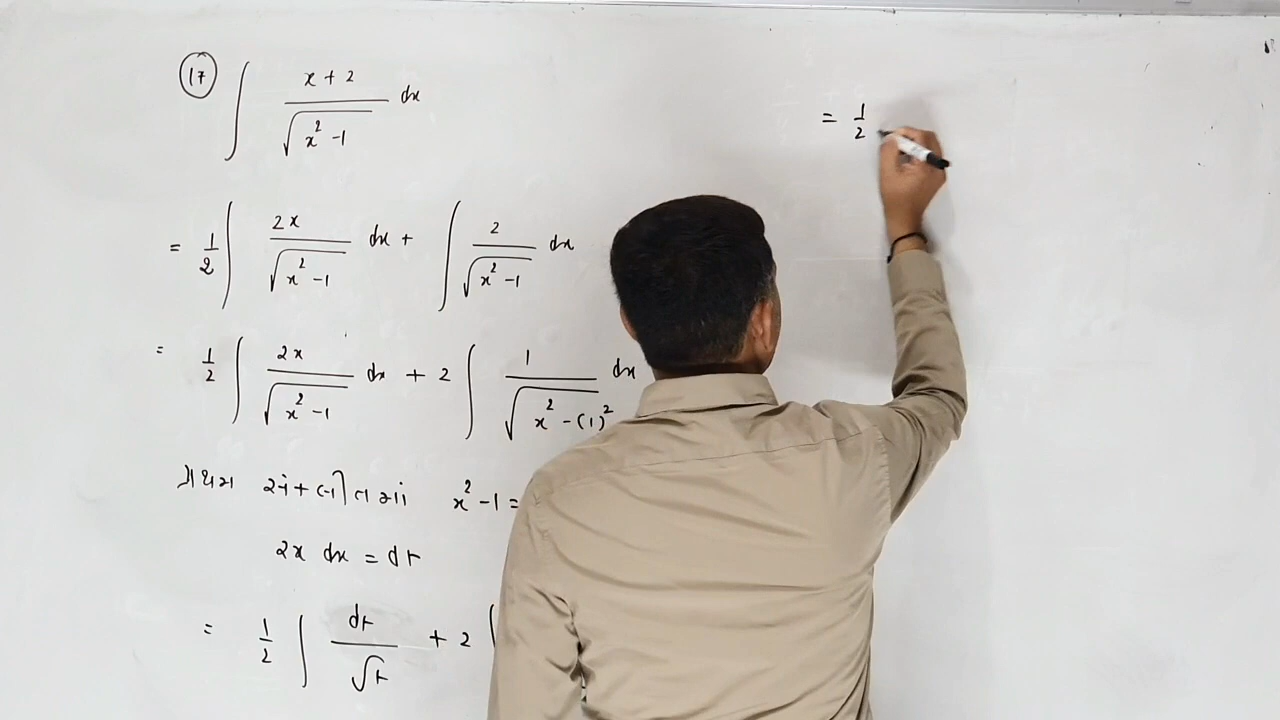 (17) ∫ x + 2 / √(x² - 1) dx
= 1/2 ∫ 2x / √(x² - 1) dx + ∫ 2 / √(x² - 1) dx
= 1/2 ∫ 2x / √(x² - 1) dx + 2 ∫ 1 / √(x² - (1)²) dx
પ્રથમ x² - 1 =
2x dx = dt
= 1/2 ∫ dt / √t + 2 ∫
= 1/2